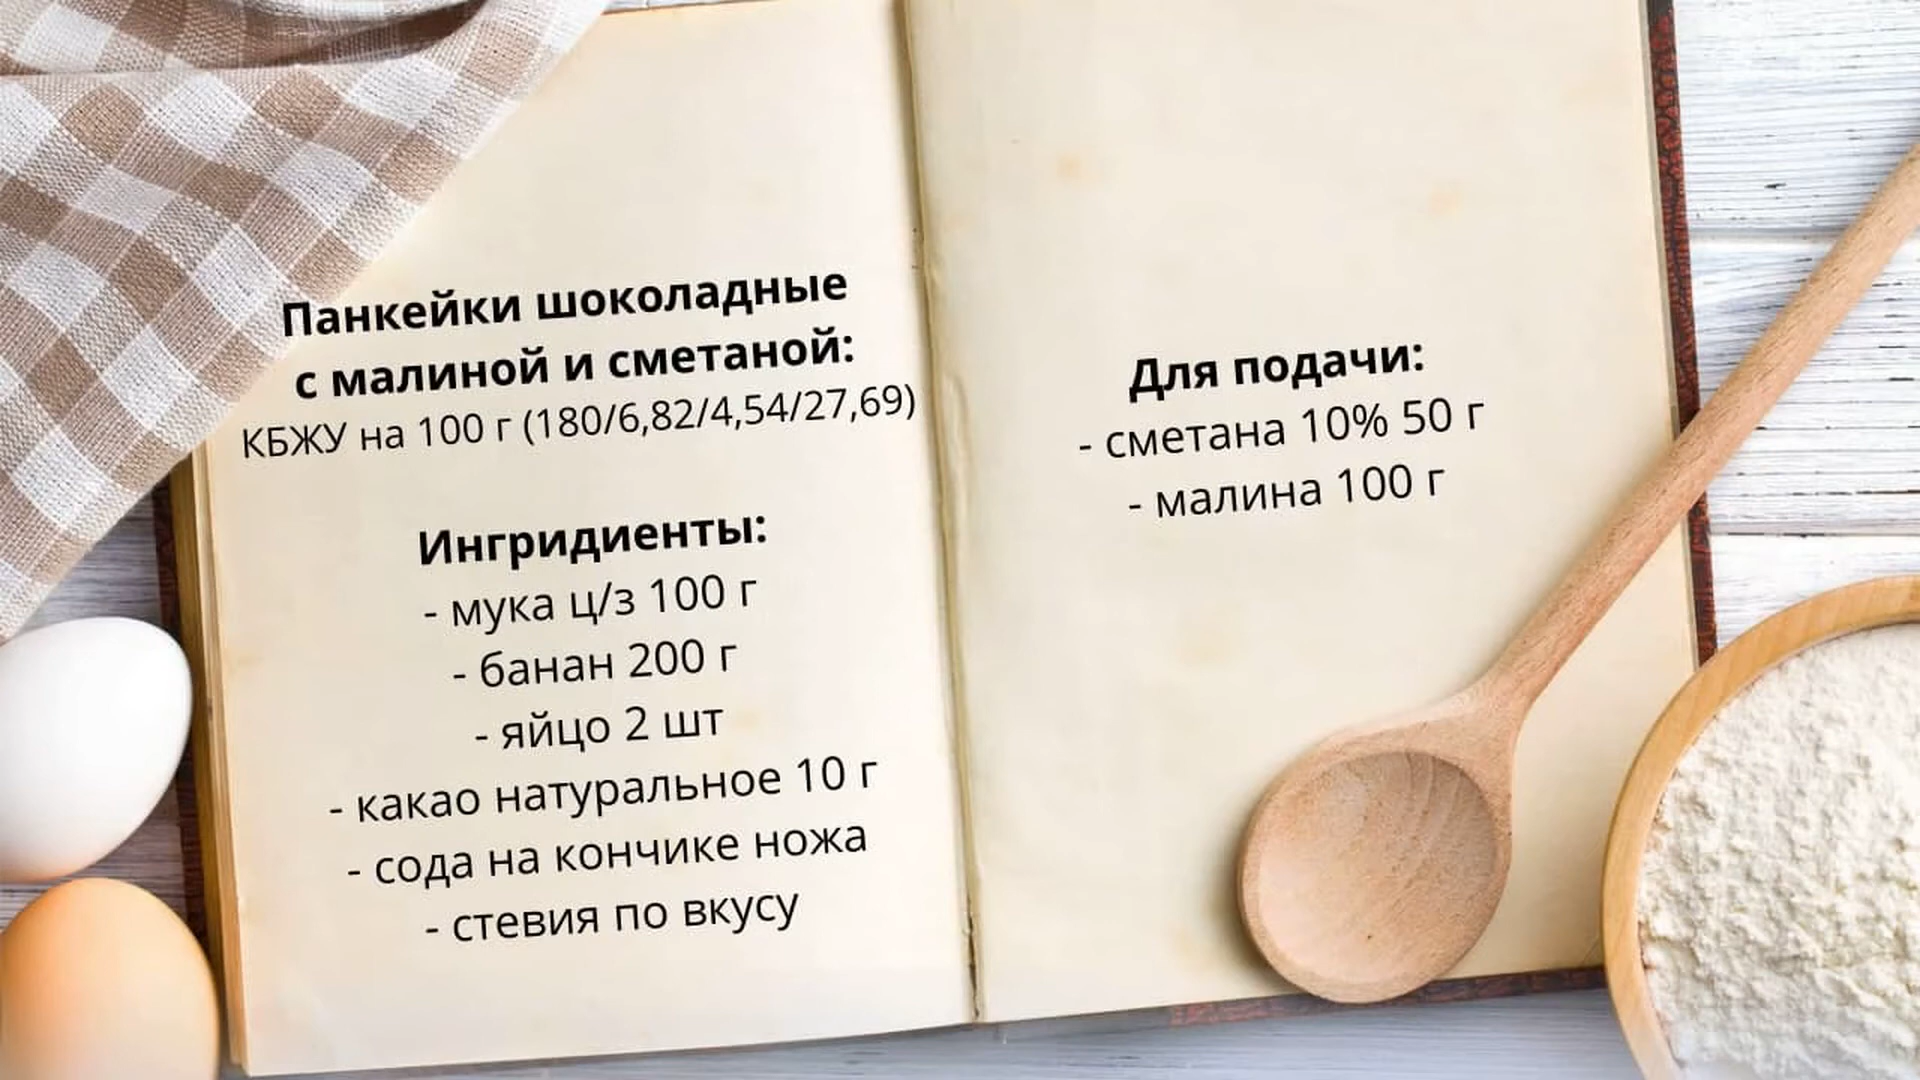 Панкейки шоколадные
с малиной и сметаной:
КБЖУ на 100 г (180/6,82/4,54/27,69)
Ингридиенты:
- мука ц/з 100 г
- банан 200 г
- яйцо 2 шт
- какао натуральное 10 г
- сода на кончике ножа
- стевия по вкусу
Для подачи:
- сметана 10% 50 г
- малина 100 г